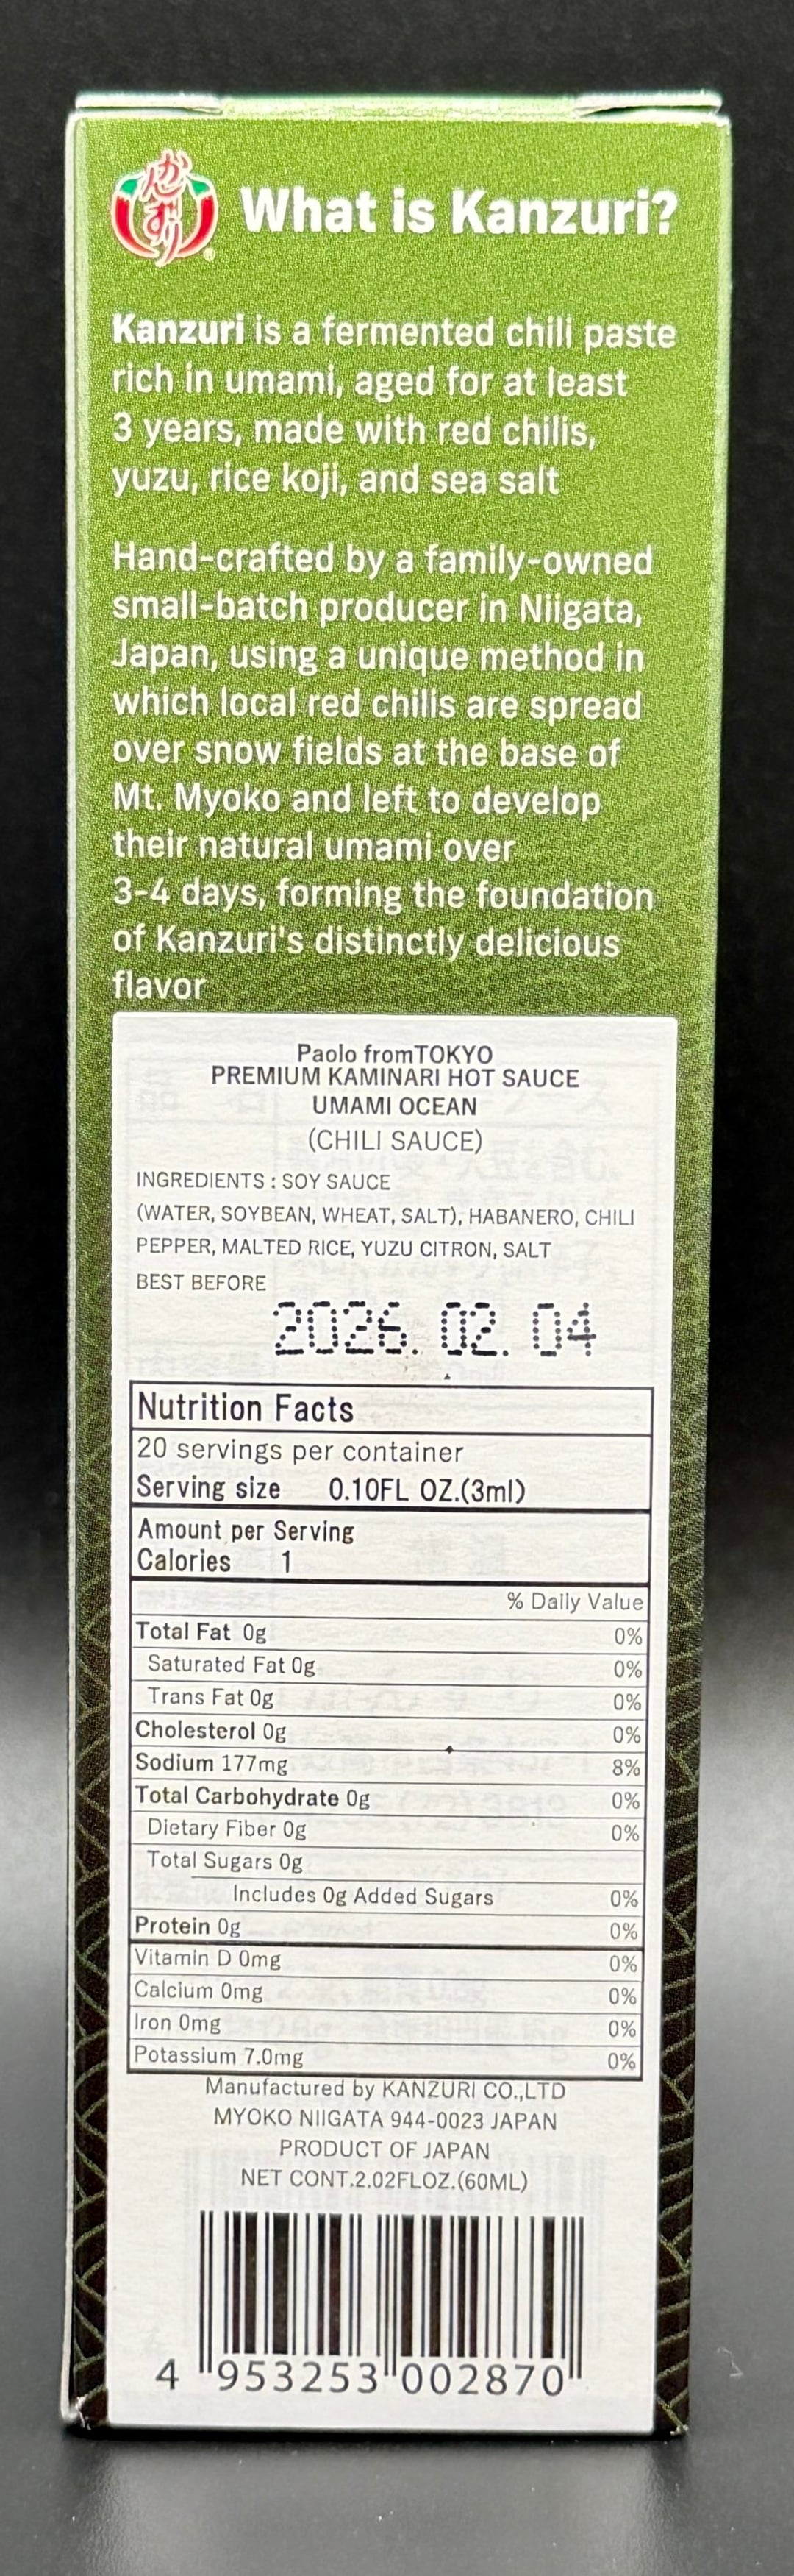 かんずり
®
What is Kanzuri?
Kanzuri is a fermented chili paste
rich in umami, aged for at least
3 years, made with red chilis,
yuzu, rice koji, and sea salt
Hand-crafted by a family-owned
small-batch producer in Niigata,
Japan, using a unique method in
which local red chilis are spread
over snow fields at the base of
Mt. Myoko and left to develop
their natural umami over
3-4 days, forming the foundation
of Kanzuri's distinctly delicious
flavor
Paolo fromTOKYO
PREMIUM KAMINARI HOT SAUCE
UMAMI OCEAN
(CHILI SAUCE)
INGREDIENTS : SOY SAUCE
(WATER, SOYBEAN, WHEAT, SALT), HABANERO, CHILI
PEPPER, MALTED RICE, YUZU CITRON, SALT
BEST BEFORE
2026. 02. 04
Nutrition Facts
20 servings per container
Serving size 0.10FL OZ.(3ml)
Amount per Serving
Calories 1
% Daily Value
Total Fat 0g 0%
Saturated Fat 0g 0%
Trans Fat 0g 0%
Cholesterol 0g 0%
Sodium 177mg 8%
Total Carbohydrate 0g 0%
Dietary Fiber 0g 0%
Total Sugars 0g
Includes 0g Added Sugars 0%
Protein 0g 0%
Vitamin D 0mg 0%
Calcium 0mg 0%
Iron 0mg 0%
Potassium 7.0mg 0%
Manufactured by KANZURI CO.,LTD
MYOKO NIIGATA 944-0023 JAPAN
PRODUCT OF JAPAN
NET CONT.2.02FLOZ.(60ML)
4 953253 002870